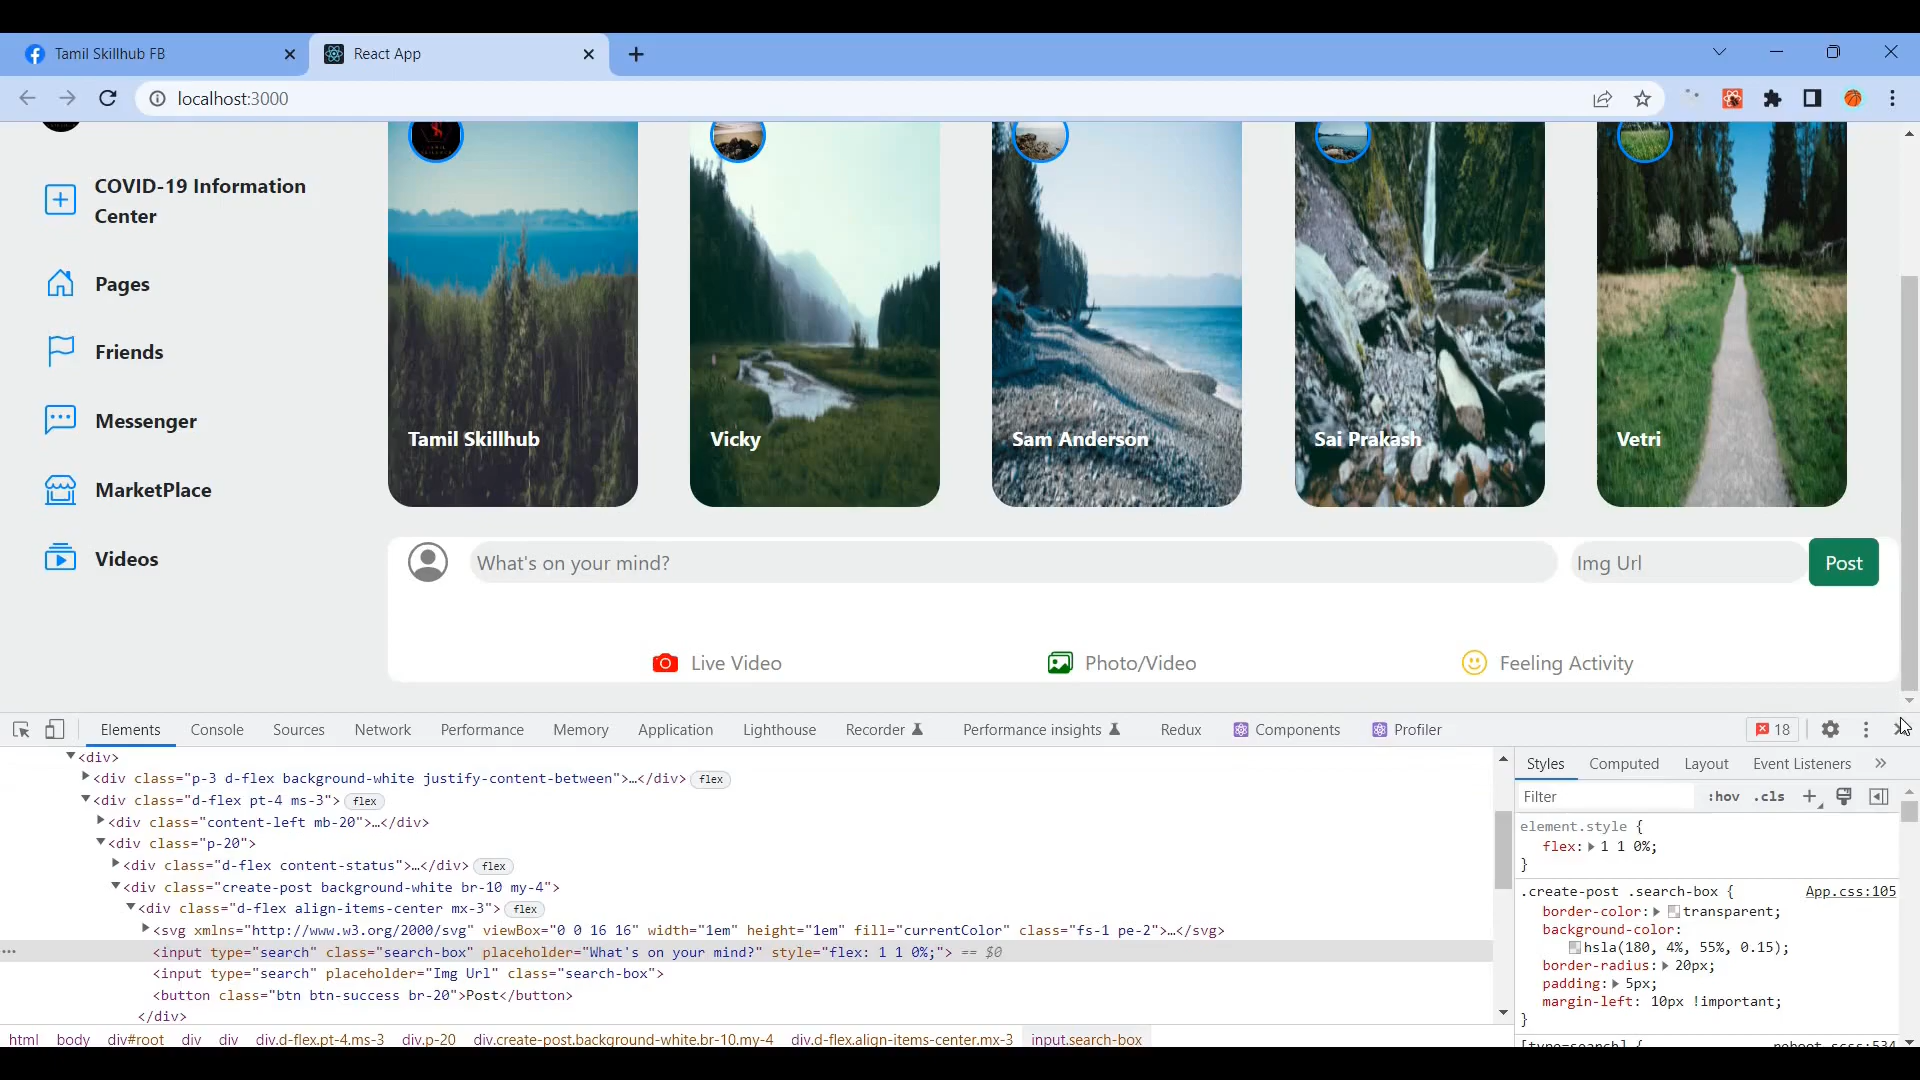 Tamil Skillhub FB
React App
localhost:3000
COVID-19 Information
Center
Pages
Friends
Messenger
MarketPlace
Videos
Tamil Skillhub
Vicky
Sam Anderson
Sai Prakash
Vetri
What's on your mind?
Img Url
Post
Live Video
Photo/Video
Feeling Activity
Elements Console Sources Network Performance Memory Application Lighthouse Recorder Performance insights Redux Components Profiler 18
<div>
<div class="p-3 d-flex background-white justify-content-between">…</div> flex
<div class="d-flex pt-4 ms-3"> flex
<div class="content-left mb-20">…</div>
<div class="p-20">
<div class="d-flex content-status">…</div> flex
<div class="create-post background-white br-10 my-4">
<div class="d-flex align-items-center mx-3"> flex
<svg xmlns="http://www.w3.org/2000/svg" viewBox="0 0 16 16" width="1em" height="1em" fill="currentColor" class="fs-1 pe-2">…</svg>
<input type="search" class="search-box" placeholder="What's on your mind?" style="flex: 1 1 0%;"> == $0
<input type="search" placeholder="Img Url" class="search-box">
<button class="btn btn-success br-20">Post</button>
</div>
html body div#root div div div.d-flex.pt-4.ms-3 div.p-20 div.create-post.background-white.br-10.my-4 div.d-flex.align-items-center.mx-3 input.search-box
Styles Computed Layout Event Listeners »
Filter :hov .cls +
element.style {
flex: 1 1 0%;
}
.create-post .search-box { App.css:105
border-color: transparent;
background-color:
hsla(180, 4%, 55%, 0.15);
border-radius: 20px;
padding: 5px;
margin-left: 10px !important;
}
[type=search] { reboot.scss:534